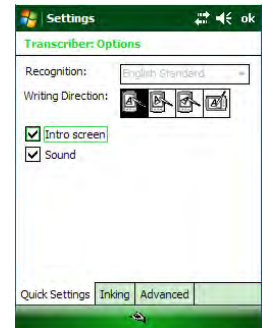 Settings ok
Transcriber: Options
Recognition: English Standard
Writing Direction:
Intro screen
Sound
Quick Settings Inking Advanced